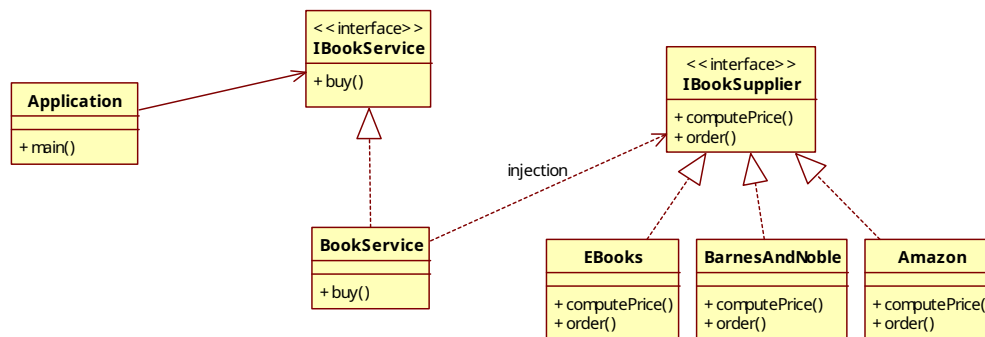 <<interface>>
IBookService
+ buy()
Application
+ main()
<<interface>>
IBookSupplier
+ computePrice()
+ order()
injection
BookService
+ buy()
EBooks
+ computePrice()
+ order()
BarnesAndNoble
+ computePrice()
+ order()
Amazon
+ computePrice(
+ order()